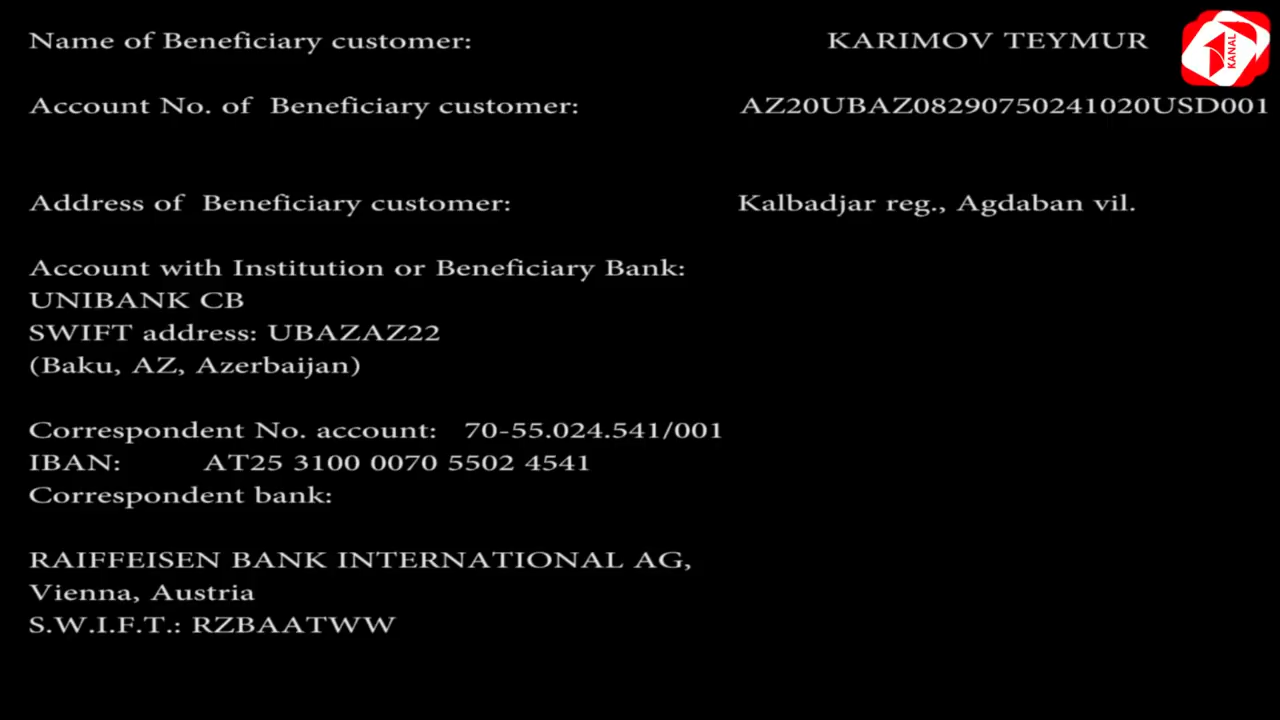 Name of Beneficiary customer: KARIMOV TEYMUR
KANAL
Account No. of Beneficiary customer: AZ20UBAZ08290750241020USD001
Address of Beneficiary customer: Kalbadjar reg., Agdaban vil.
Account with Institution or Beneficiary Bank:
UNIBANK CB
SWIFT address: UBAZAZ22
(Baku, AZ, Azerbaijan)
Correspondent No. account: 70-55.024.541/001
IBAN: AT25 3100 0070 5502 4541
Correspondent bank:
RAIFFEISEN BANK INTERNATIONAL AG,
Vienna, Austria
S.W.I.F.T.: RZBAATWW